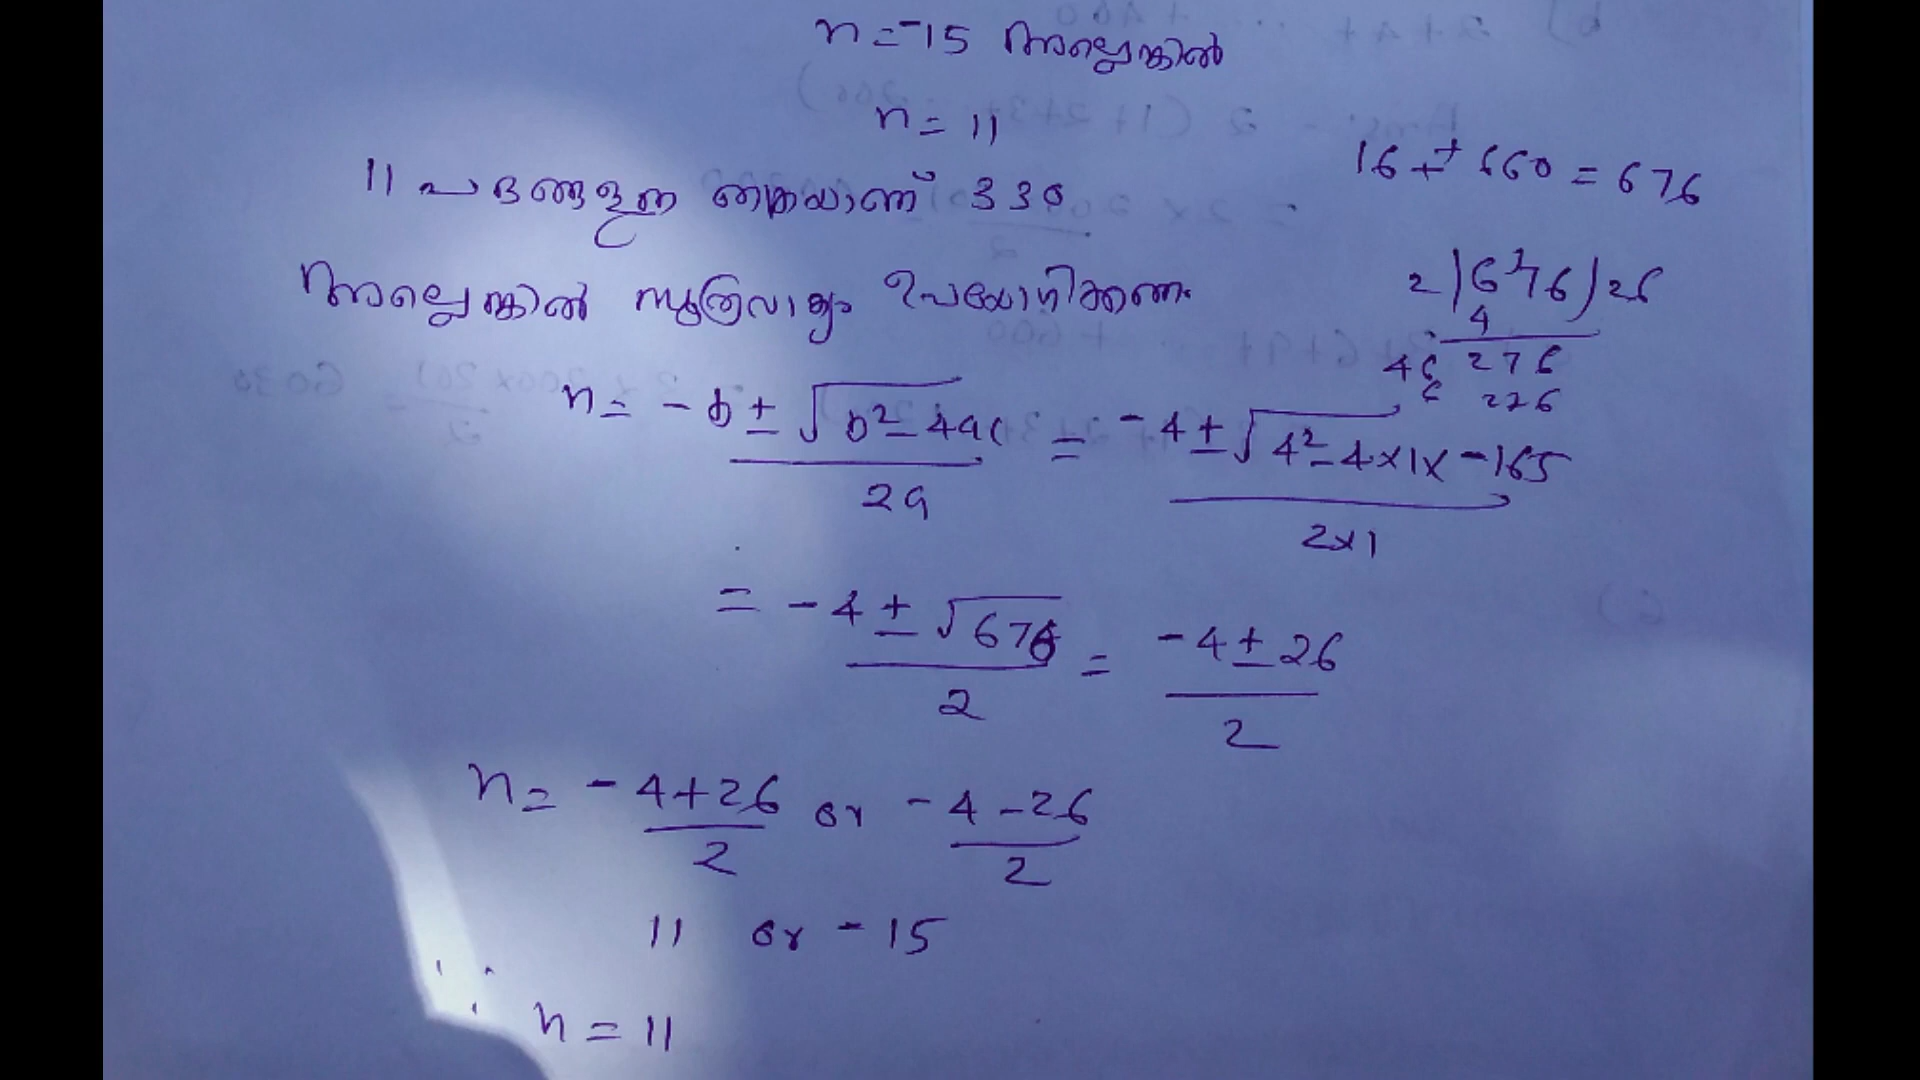 n = -15 അല്ലെങ്കിൽ
n = 11
11 പദങ്ങളുടെ തുകയാണ് 330
16 + + 660 = 676
അല്ലെങ്കിൽ സൂത്രവാക്യം ഉപയോഗിക്കണം
2)676)26
4
46 276
6 276
n = -b ± √b² - 4ac / 2a = -4 ± √4² - 4×1× -165 / 2×1
= -4 ± √676 / 2 = -4 ± 26 / 2
n = -4+26 / 2 or -4-26 / 2
11 or -15
∴ n = 11